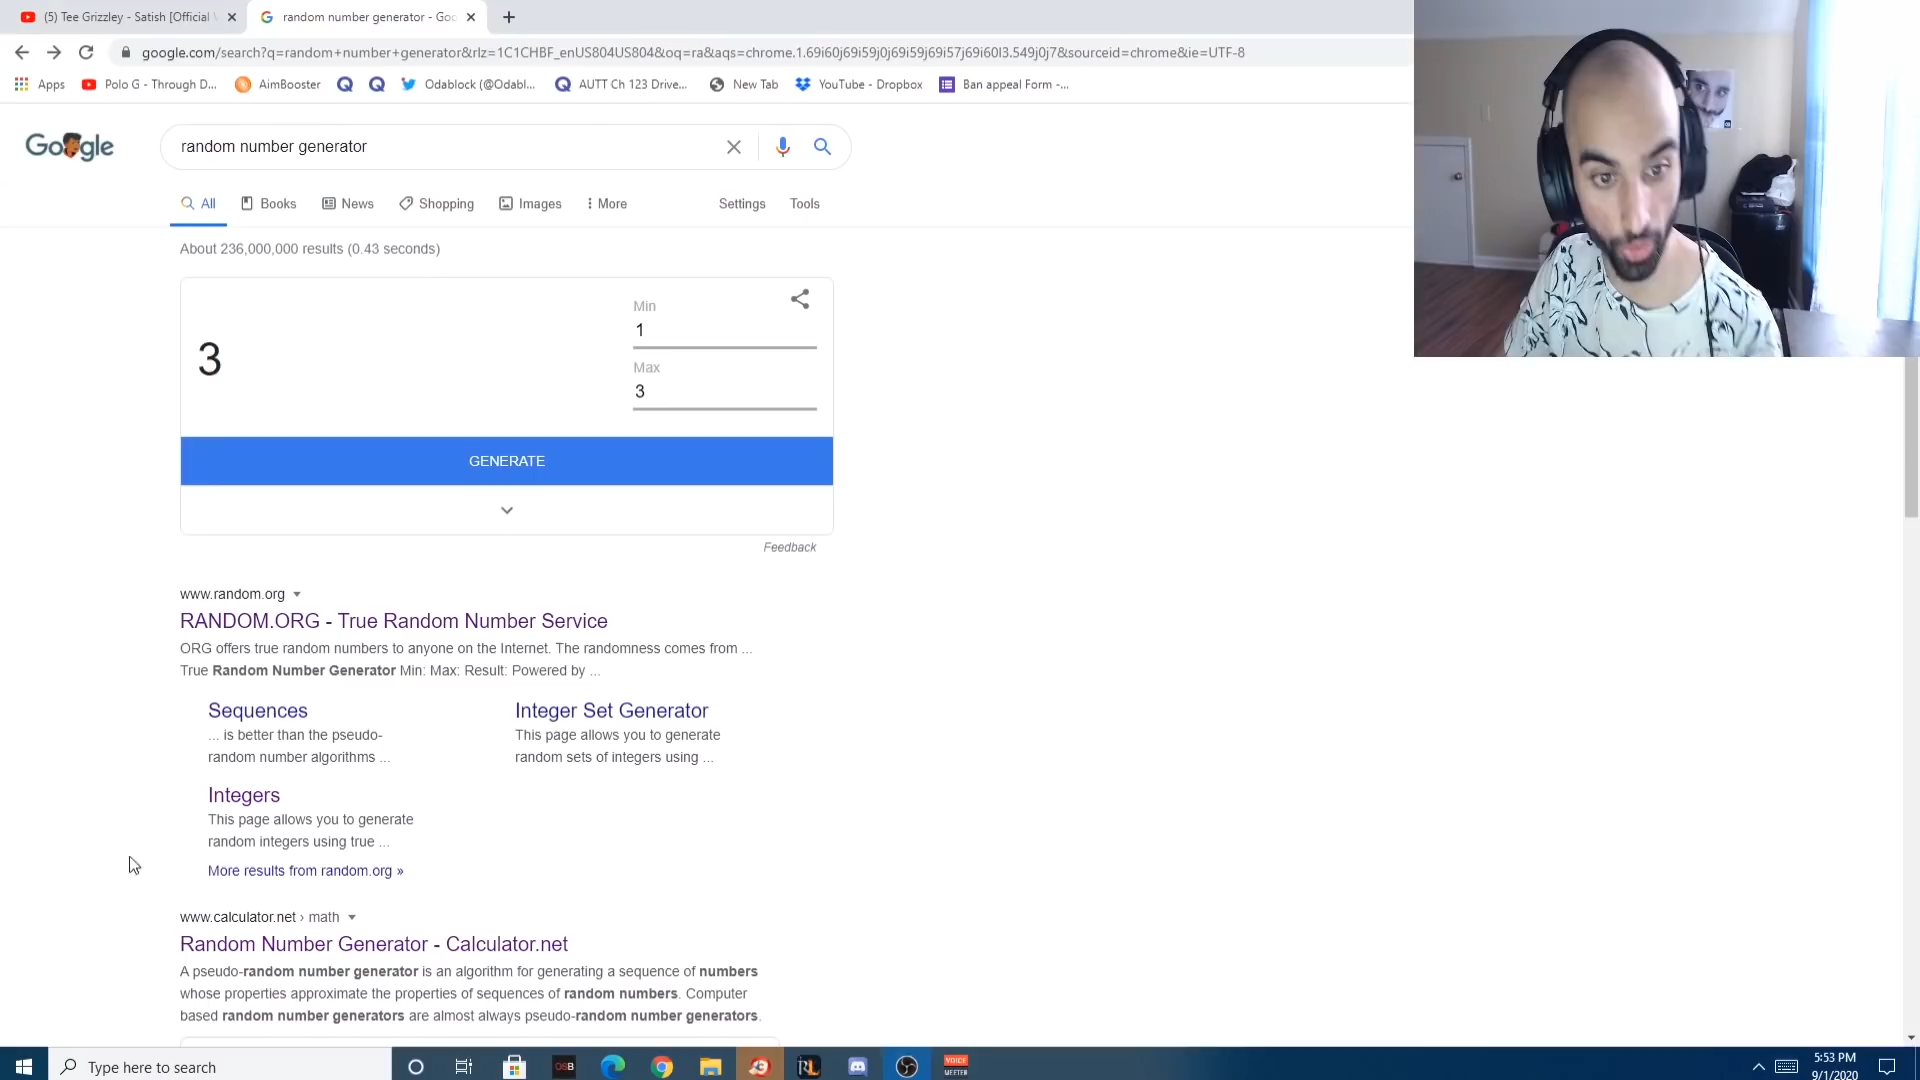 (5) Tee Grizzley - Satish [Official
random number generator - Goo
google.com/search?q=random+number+generator&rlz=1C1CHBF_enUS804US804&oq=ra&aqs=chrome.1.69i60j69i59j0j69i59j69i57j69i60l3.549j0j7&sourceid=chrome&ie=UTF-8
Apps
Polo G - Through D...
AimBooster
Odablock (@Odabl...
AUTT Ch 123 Drive...
New Tab
YouTube - Dropbox
Ban appeal Form -...
Google
random number generator
All
Books
News
Shopping
Images
More
Settings
Tools
About 236,000,000 results (0.43 seconds)
3
Min
1
Max
3
GENERATE
Feedback
www.random.org
RANDOM.ORG - True Random Number Service
ORG offers true random numbers to anyone on the Internet. The randomness comes from ...
True Random Number Generator Min: Max: Result: Powered by ...
Sequences
... is better than the pseudo-
random number algorithms ...
Integer Set Generator
This page allows you to generate
random sets of integers using ...
Integers
This page allows you to generate
random integers using true ...
More results from random.org »
www.calculator.net › math
Random Number Generator - Calculator.net
A pseudo-random number generator is an algorithm for generating a sequence of numbers
whose properties approximate the properties of sequences of random numbers. Computer
based random number generators are almost always pseudo-random number generators.
Type here to search
OSB
RL
VOICE
MEETER
5:53 PM
9/1/2020